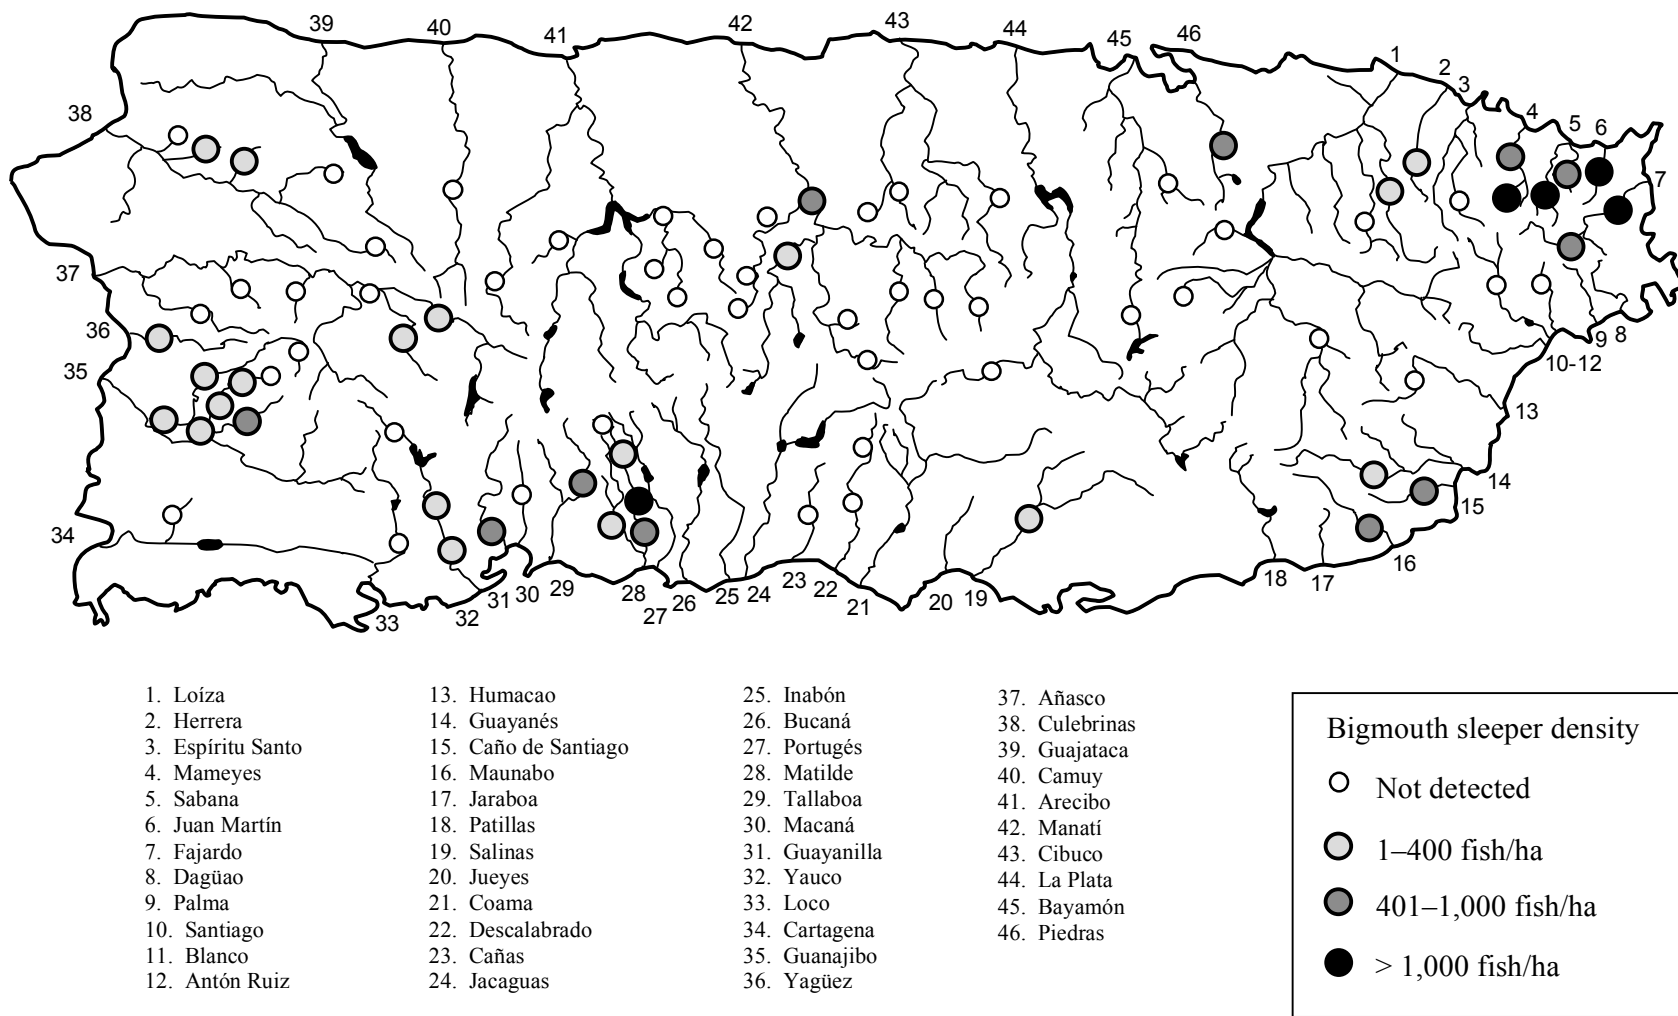 39
40
41
42
43
44
45
46
1
2
3
4
5
6
7
38
37
36
35
34
8
9
10-12
13
14
15
16
17
18
19
20
21
22
23
24
25
26
27
28
29
30
31
32
33
1. Loíza
2. Herrera
3. Espíritu Santo
4. Mameyes
5. Sabana
6. Juan Martín
7. Fajardo
8. Dagüao
9. Palma
10. Santiago
11. Blanco
12. Antón Ruiz
13. Humacao
14. Guayanés
15. Caño de Santiago
16. Maunabo
17. Jaraboa
18. Patillas
19. Salinas
20. Jueyes
21. Coama
22. Descalabrado
23. Cañas
24. Jacaguas
25. Inabón
26. Bucaná
27. Portugés
28. Matilde
29. Tallaboa
30. Macaná
31. Guayanilla
32. Yauco
33. Loco
34. Cartagena
35. Guanajibo
36. Yagüez
37. Añasco
38. Culebrinas
39. Guajataca
40. Camuy
41. Arecibo
42. Manatí
43. Cibuco
44. La Plata
45. Bayamón
46. Piedras
Bigmouth sleeper density
Not detected
1–400 fish/ha
401–1,000 fish/ha
> 1,000 fish/ha